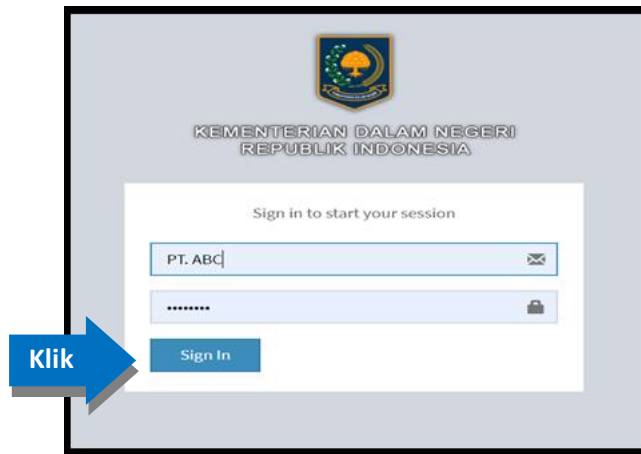 KEMENTERIAN DALAM NEGERI
REPUBLIK INDONESIA
Sign in to start your session
PT. ABC
••••••••
Klik
Sign In